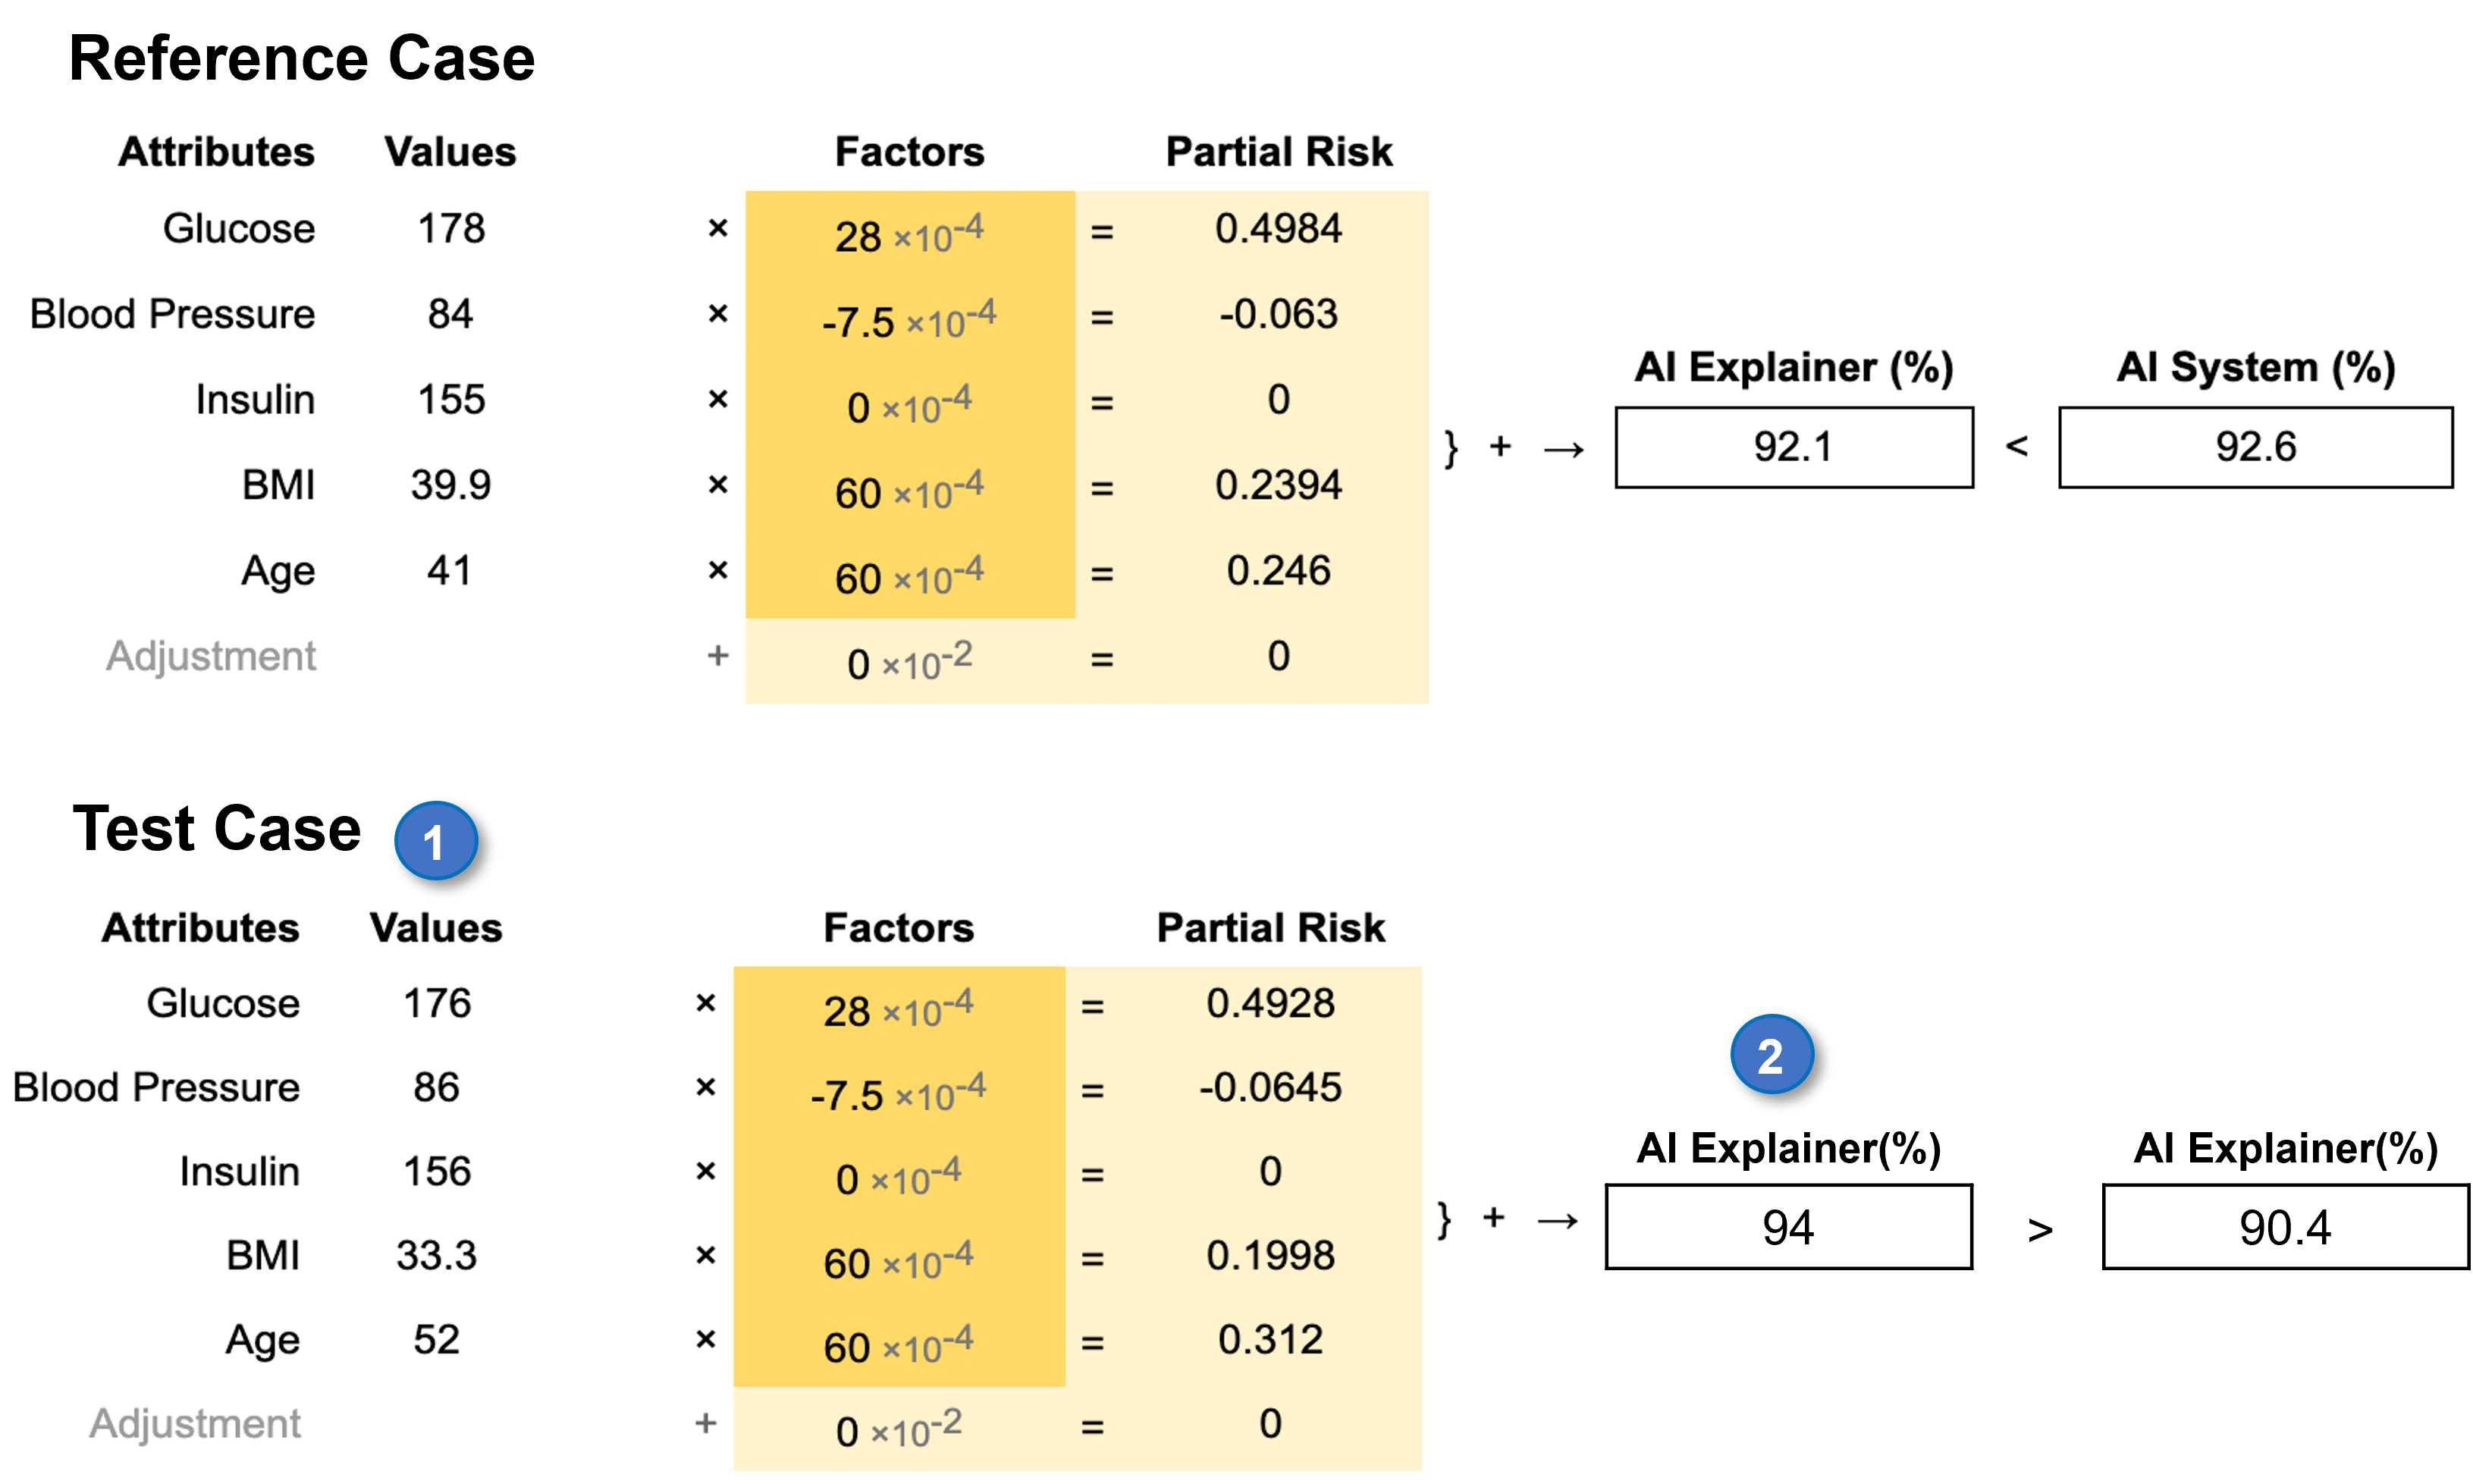 Reference Case
Attributes Values Factors Partial Risk
Glucose 178 × 28 ×10-4 = 0.4984
Blood Pressure 84 × -7.5 ×10-4 = -0.063
Insulin 155 × 0 ×10-4 = 0
BMI 39.9 × 60 ×10-4 = 0.2394
Age 41 × 60 ×10-4 = 0.246
Adjustment + 0 ×10-2 = 0
AI Explainer (%) AI System (%)
} + → 92.1 < 92.6
Test Case 1
Attributes Values Factors Partial Risk
Glucose 176 × 28 ×10-4 = 0.4928
Blood Pressure 86 × -7.5 ×10-4 = -0.0645
Insulin 156 × 0 ×10-4 = 0
BMI 33.3 × 60 ×10-4 = 0.1998
Age 52 × 60 ×10-4 = 0.312
Adjustment + 0 ×10-2 = 0
2
AI Explainer(%) AI Explainer(%)
} + → 94 > 90.4